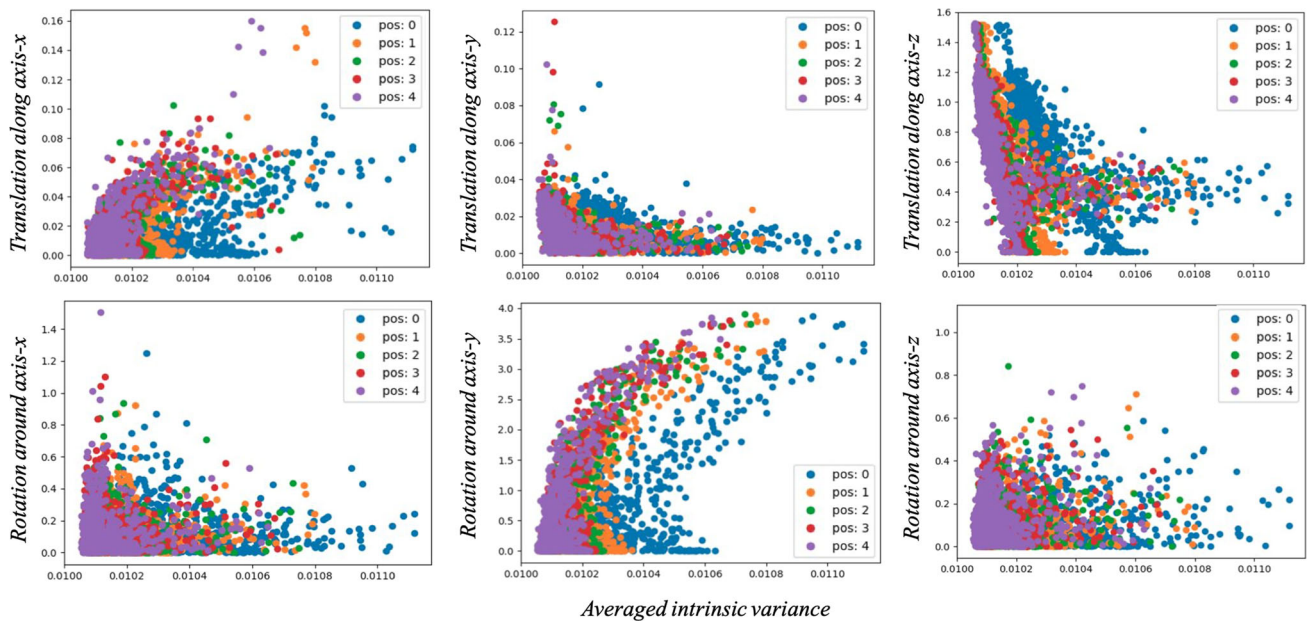 Translation along axis-x
0.16
0.14
0.12
0.10
0.08
0.06
0.04
0.02
0.00
0.0100 0.0102 0.0104 0.0106 0.0108 0.0110
pos: 0
pos: 1
pos: 2
pos: 3
pos: 4
Translation along axis-y
0.12
0.10
0.08
0.06
0.04
0.02
0.00
0.0100 0.0102 0.0104 0.0106 0.0108 0.0110
pos: 0
pos: 1
pos: 2
pos: 3
pos: 4
Translation along axis-z
1.6
1.4
1.2
1.0
0.8
0.6
0.4
0.2
0.0
0.0100 0.0102 0.0104 0.0106 0.0108 0.0110
pos: 0
pos: 1
pos: 2
pos: 3
pos: 4
Rotation around axis-x
1.4
1.2
1.0
0.8
0.6
0.4
0.2
0.0
0.0100 0.0102 0.0104 0.0106 0.0108 0.0110
pos: 0
pos: 1
pos: 2
pos: 3
pos: 4
Rotation around axis-y
4.0
3.5
3.0
2.5
2.0
1.5
1.0
0.5
0.0
0.0100 0.0102 0.0104 0.0106 0.0108 0.0110
pos: 0
pos: 1
pos: 2
pos: 3
pos: 4
Rotation around axis-z
1.0
0.8
0.6
0.4
0.2
0.0
0.0100 0.0102 0.0104 0.0106 0.0108 0.0110
pos: 0
pos: 1
pos: 2
pos: 3
pos: 4
Averaged intrinsic variance